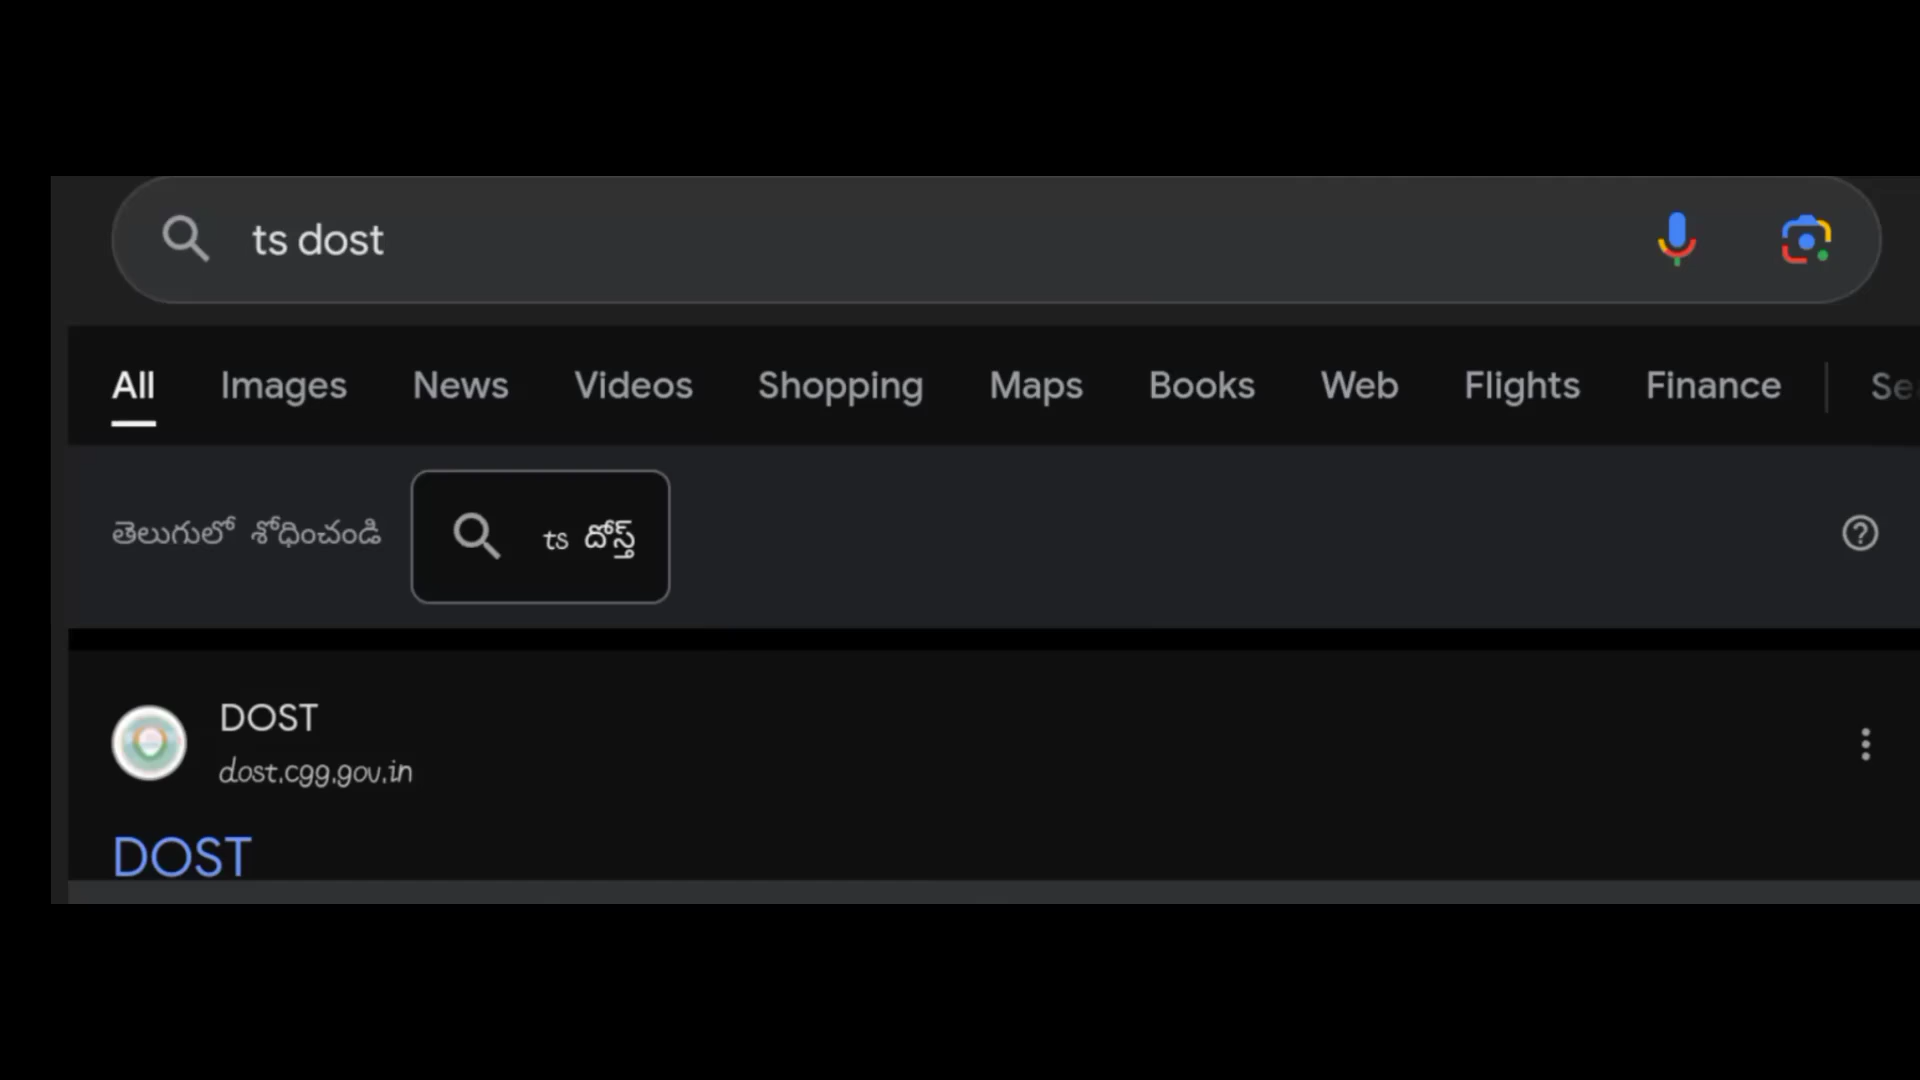 ts dost
All Images News Videos Shopping Maps Books Web Flights Finance Se
తెలుగులో శోధించండి ts దోస్త్
DOST
dost.cgg.gov.in
DOST